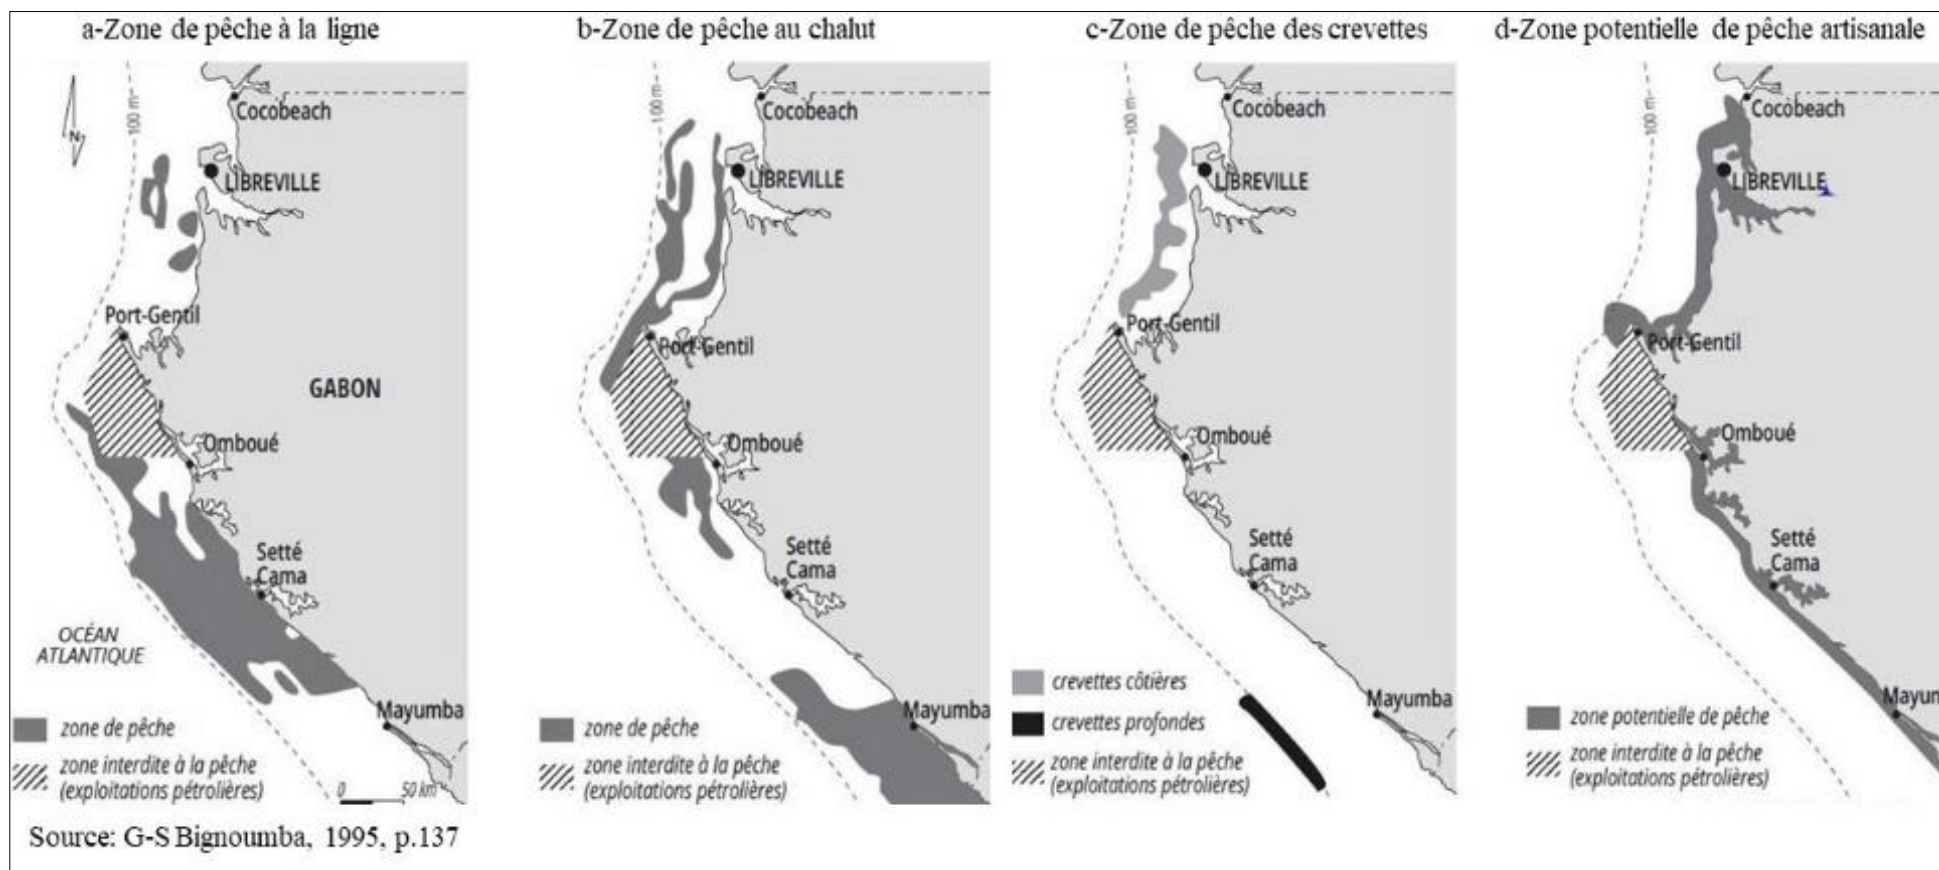 a-Zone de pêche à la ligne
100 m
N
Cocobeach
LIBREVILLE
Port-Gentil
GABON
Omboué
Setté
Cama
OCÉAN
ATLANTIQUE
Mayumba
zone de pêche
zone interdite à la pêche
(exploitations pétrolières)
0 50 km
b-Zone de pêche au chalut
100 m
Cocobeach
LIBREVILLE
Port-Gentil
Omboué
Setté
Cama
Mayumba
zone de pêche
zone interdite à la pêche
(exploitations pétrolières)
c-Zone de pêche des crevettes
100 m
Cocobeach
LIBREVILLE
Port-Gentil
Omboué
Setté
Cama
Mayumba
crevettes côtières
crevettes profondes
zone interdite à la pêche
(exploitations pétrolières)
d-Zone potentielle de pêche artisanale
100 m
Cocobeach
LIBREVILLE
Port-Gentil
Omboué
Setté
Cama
Mayun
zone potentielle de pêche
zone interdite à la pêche
(exploitations pétrolières)
Source: G-S Bignoumba, 1995, p.137